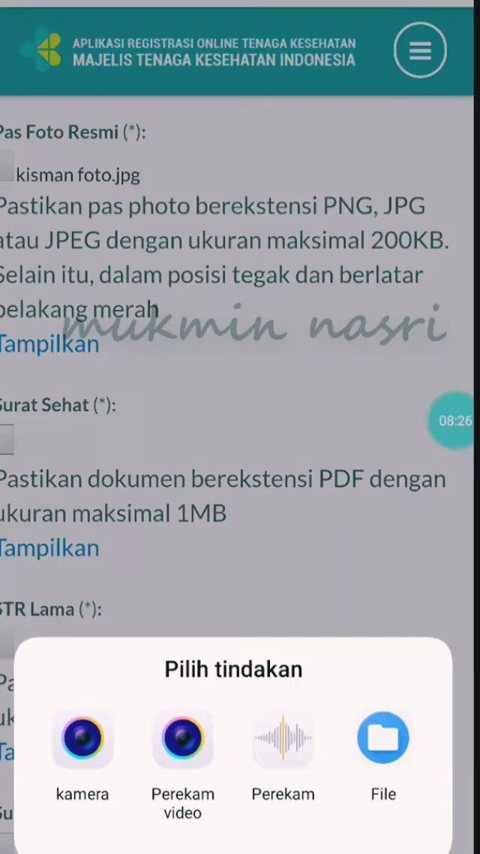 APLIKASI REGISTRASI ONLINE TENAGA KESEHATAN
MAJELIS TENAGA KESEHATAN INDONESIA
Pas Foto Resmi (*):
kisman foto.jpg
Pastikan pas photo berekstensi PNG, JPG
atau JPEG dengan ukuran maksimal 200KB.
Selain itu, dalam posisi tegak dan berlatar
belakang merah
mukmin nasri
Tampilkan
Surat Sehat (*):
08:26
Pastikan dokumen berekstensi PDF dengan
ukuran maksimal 1MB
Tampilkan
STR Lama (*):
Pilih tindakan
kamera
Perekam
video
Perekam
File